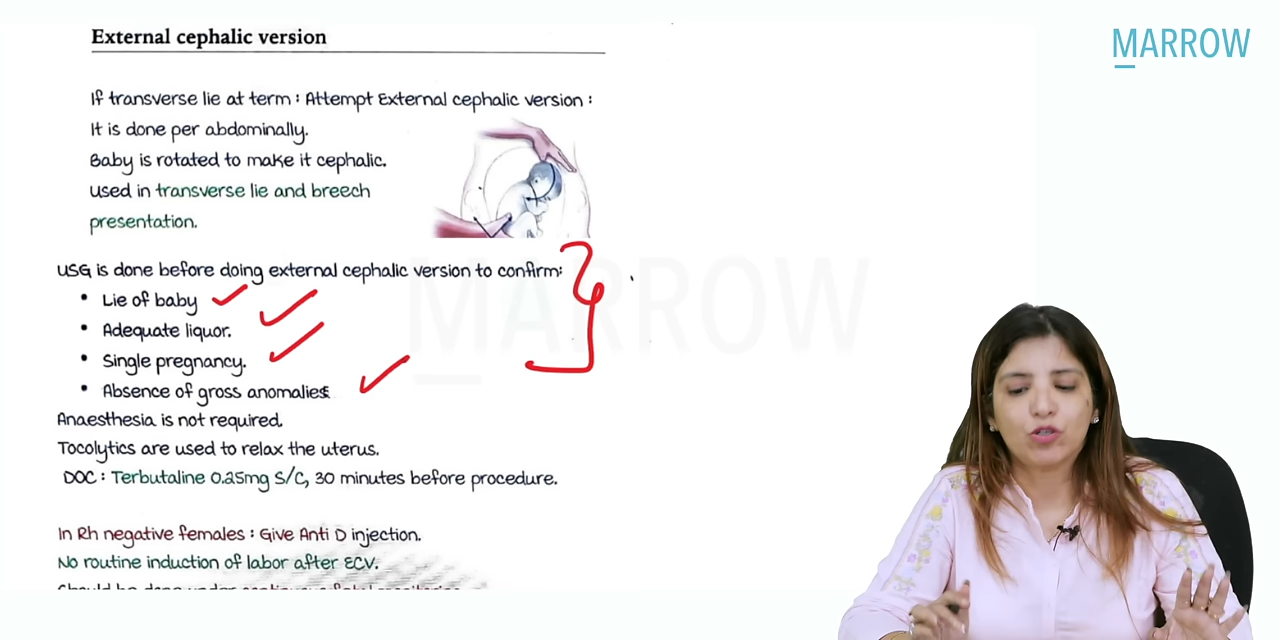 External cephalic version
MARROW
If transverse lie at term : Attempt External cephalic version :
It is done per abdominally.
Baby is rotated to make it cephalic.
used in transverse lie and breech
presentation.
USG is done before doing external cephalic version to confirm:
• Lie of baby
• Adequate liquor.
• Single pregnancy.
• Absence of gross anomalies
Anaesthesia is not required.
Tocolytics are used to relax the uterus.
DOC : Terbutaline 0.25mg S/C, 30 minutes before procedure.
In Rh negative females : Give Anti D injection.
No routine induction of labor after ECV.
MARROW